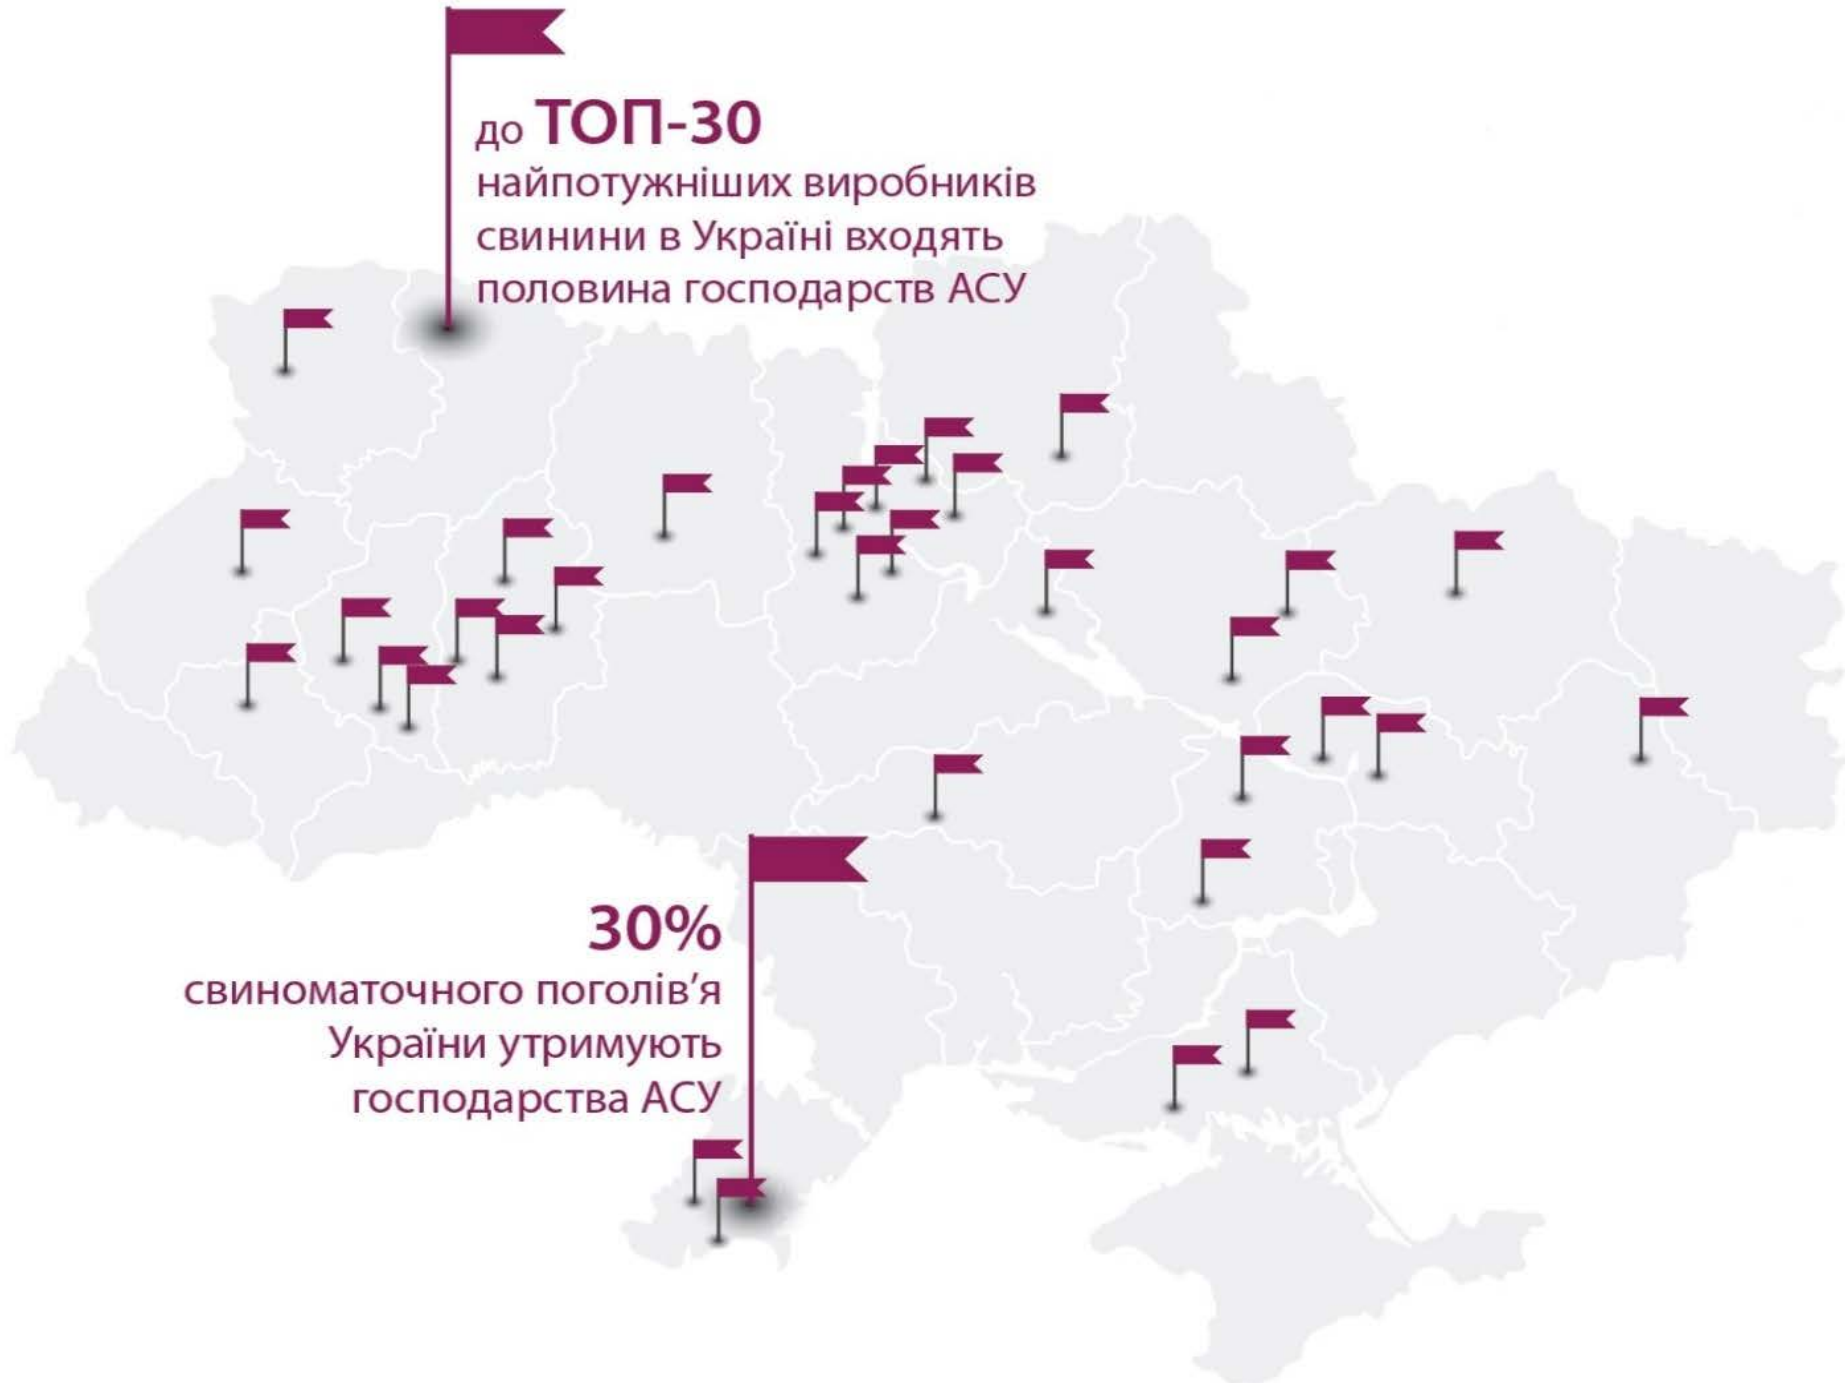 до ТОП-30
найпотужніших виробників
свинини в Україні входять
половина господарств АСУ
30%
свиноматочного поголів’я
України утримують
господарства АСУ